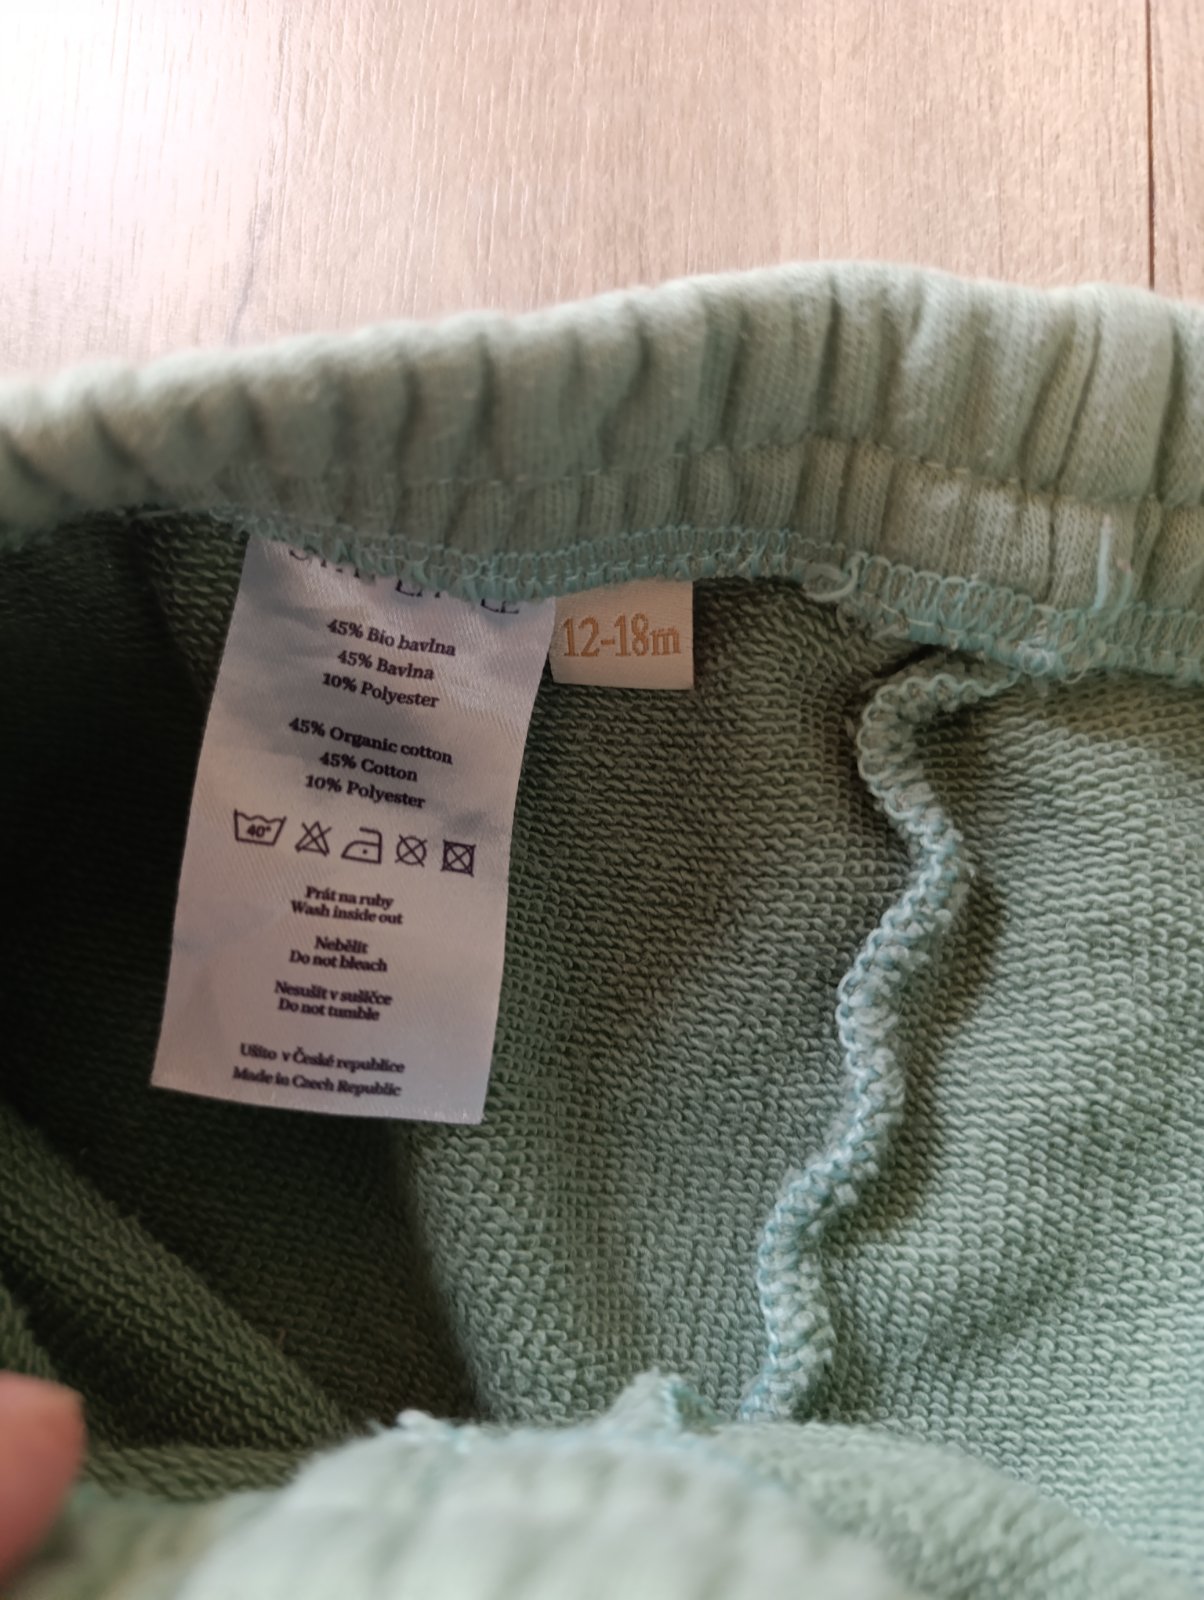 45% Bio bavlna
45% Bavlna
10% Polyester
45% Organic cotton
45% Cotton
10% Polyester
40°
Prát na ruby
Wash inside out
Nebělit
Do not bleach
Nesušit v sušičce
Do not tumble
Ušito v České republice
Made in Czech Republic
12-18m